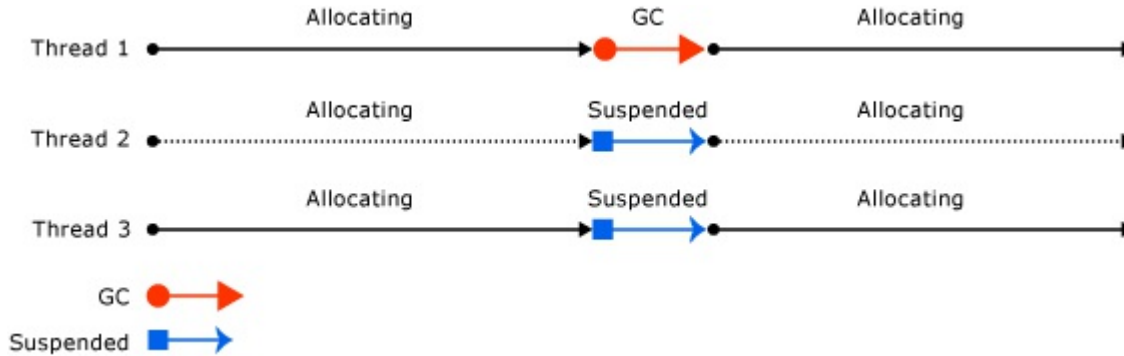 Allocating GC Allocating
Thread 1
Allocating Suspended Allocating
Thread 2
Allocating Suspended Allocating
Thread 3
GC
Suspended